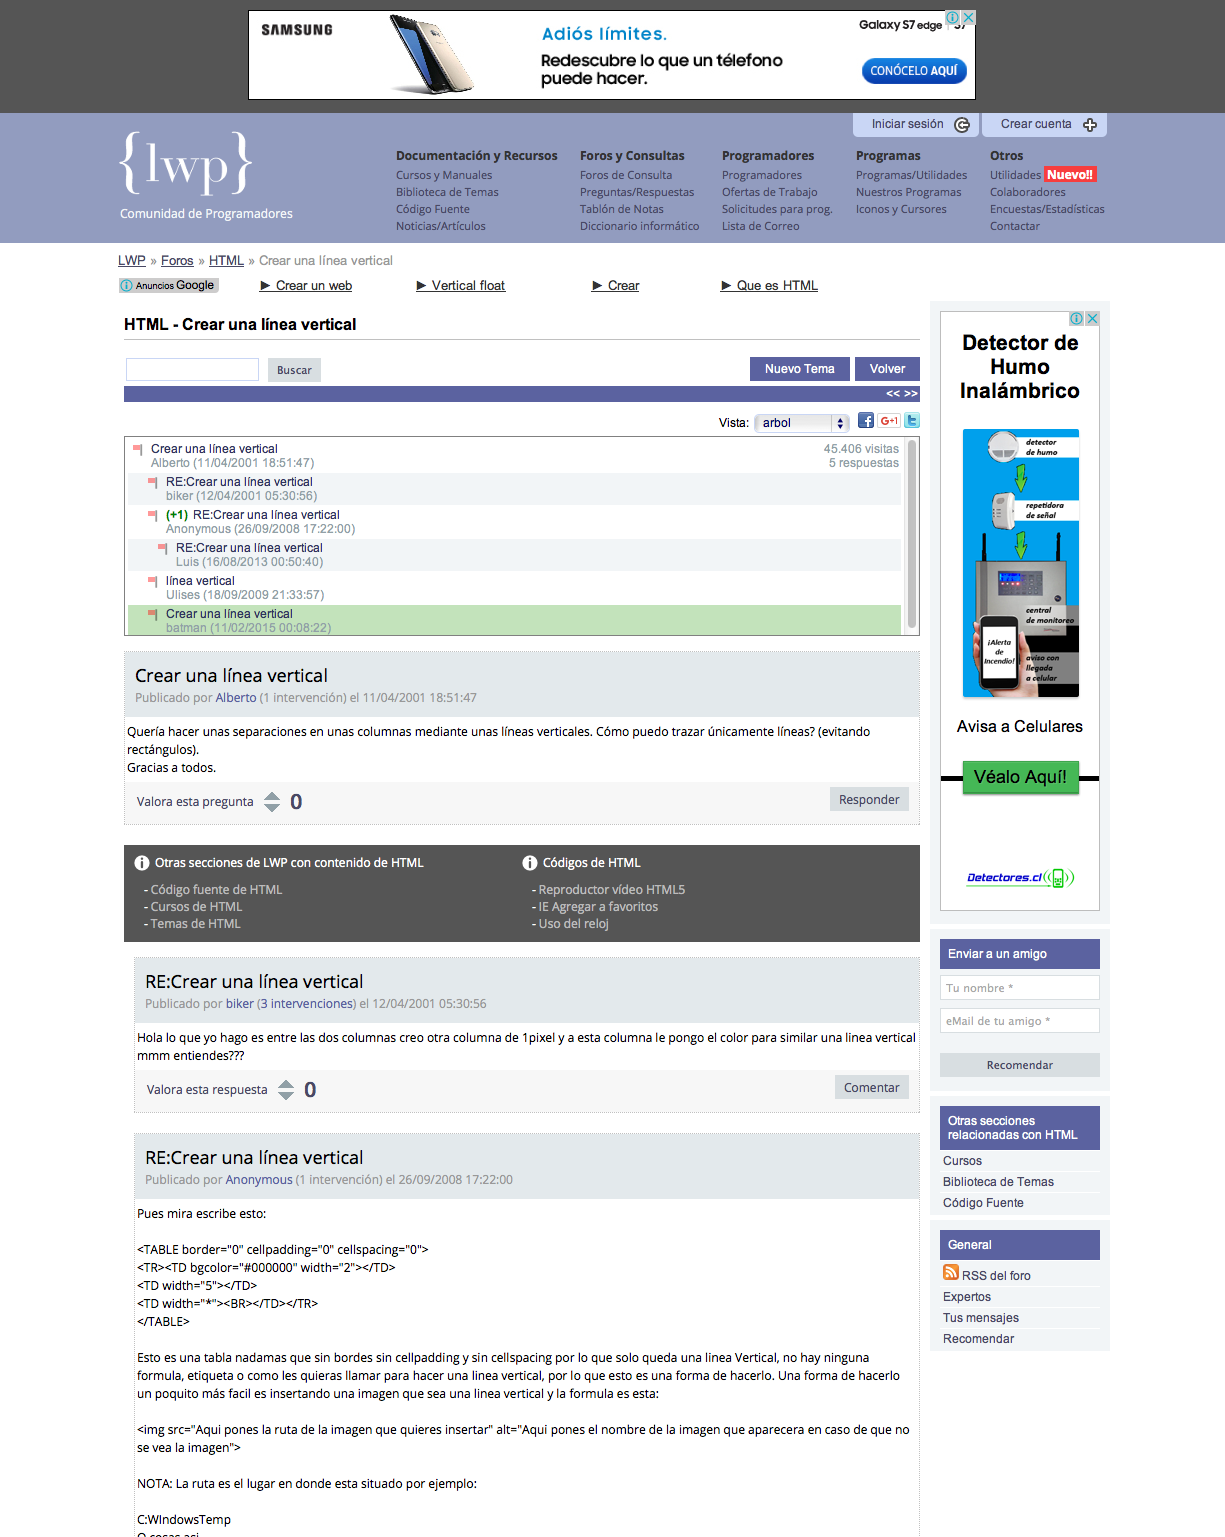 SAMSUNG
Adiós límites.
Redescubre lo que un télefono
puede hacer.
Galaxy S7 edge
CONÓCELO AQUÍ
Iniciar sesión
Crear cuenta
{lwp}
Comunidad de Programadores
Documentación y Recursos
Cursos y Manuales
Biblioteca de Temas
Código Fuente
Noticias/Artículos
Foros y Consultas
Foros de Consulta
Preguntas/Respuestas
Tablón de Notas
Diccionario informático
Programadores
Programadores
Ofertas de Trabajo
Solicitudes para prog.
Lista de Correo
Programas
Programas/Utilidades
Nuestros Programas
Iconos y Cursores
Otros
Utilidades Nuevo!!
Colaboradores
Encuestas/Estadísticas
Contactar
LWP » Foros » HTML » Crear una línea vertical
Anuncios Google
► Crear un web
► Vertical float
► Crear
► Que es HTML
HTML - Crear una línea vertical
Buscar
Nuevo Tema
Volver
<< >>
Vista: arbol
G+1
Crear una línea vertical
Alberto (11/04/2001 18:51:47)
45.406 visitas
5 respuestas
RE:Crear una línea vertical
biker (12/04/2001 05:30:56)
(+1) RE:Crear una línea vertical
Anonymous (26/09/2008 17:22:00)
RE:Crear una línea vertical
Luis (16/08/2013 00:50:40)
línea vertical
Ulises (18/09/2009 21:33:57)
Crear una línea vertical
batman (11/02/2015 00:08:22)
Crear una línea vertical
Publicado por Alberto (1 intervención) el 11/04/2001 18:51:47
Quería hacer unas separaciones en unas columnas mediante unas líneas verticales. Cómo puedo trazar únicamente líneas? (evitando
rectángulos).
Gracias a todos.
Valora esta pregunta 0
Responder
Otras secciones de LWP con contenido de HTML
- Código fuente de HTML
- Cursos de HTML
- Temas de HTML
Códigos de HTML
- Reproductor vídeo HTML5
- IE Agregar a favoritos
- Uso del reloj
RE:Crear una línea vertical
Publicado por biker (3 intervenciones) el 12/04/2001 05:30:56
Hola lo que yo hago es entre las dos columnas creo otra columna de 1pixel y a esta columna le pongo el color para similar una linea vertical
mmm entiendes???
Valora esta respuesta 0
Comentar
RE:Crear una línea vertical
Publicado por Anonymous (1 intervención) el 26/09/2008 17:22:00
Pues mira escribe esto:
<TABLE border="0" cellpadding="0" cellspacing="0">
<TR><TD bgcolor="#000000" width="2"></TD>
<TD width="5"></TD>
<TD width="*"><BR></TD></TR>
</TABLE>
Esto es una tabla nadamas que sin bordes sin cellpadding y sin cellspacing por lo que solo queda una linea Vertical, no hay ninguna
formula, etiqueta o como les quieras llamar para hacer una linea vertical, por lo que esto es una forma de hacerlo. Una forma de hacerlo
un poquito más facil es insertando una imagen que sea una linea vertical y la formula es esta:
<img src="Aqui pones la ruta de la imagen que quieres insertar" alt="Aqui pones el nombre de la imagen que aparecera en caso de que no
se vea la imagen">
NOTA: La ruta es el lugar en donde esta situado por ejemplo:
C:WIndowsTemp
O cosas asi
Detector de
Humo
Inalámbrico
detector
de humo
repetidora
de señal
central
de monitoreo
¡Alerta
de
Incendio!
aviso con
llegada
a celular
Avisa a Celulares
Véalo Aquí!
Detectores.cl
Enviar a un amigo
Tu nombre *
eMail de tu amigo *
Recomendar
Otras secciones
relacionadas con HTML
Cursos
Biblioteca de Temas
Código Fuente
General
RSS del foro
Expertos
Tus mensajes
Recomendar